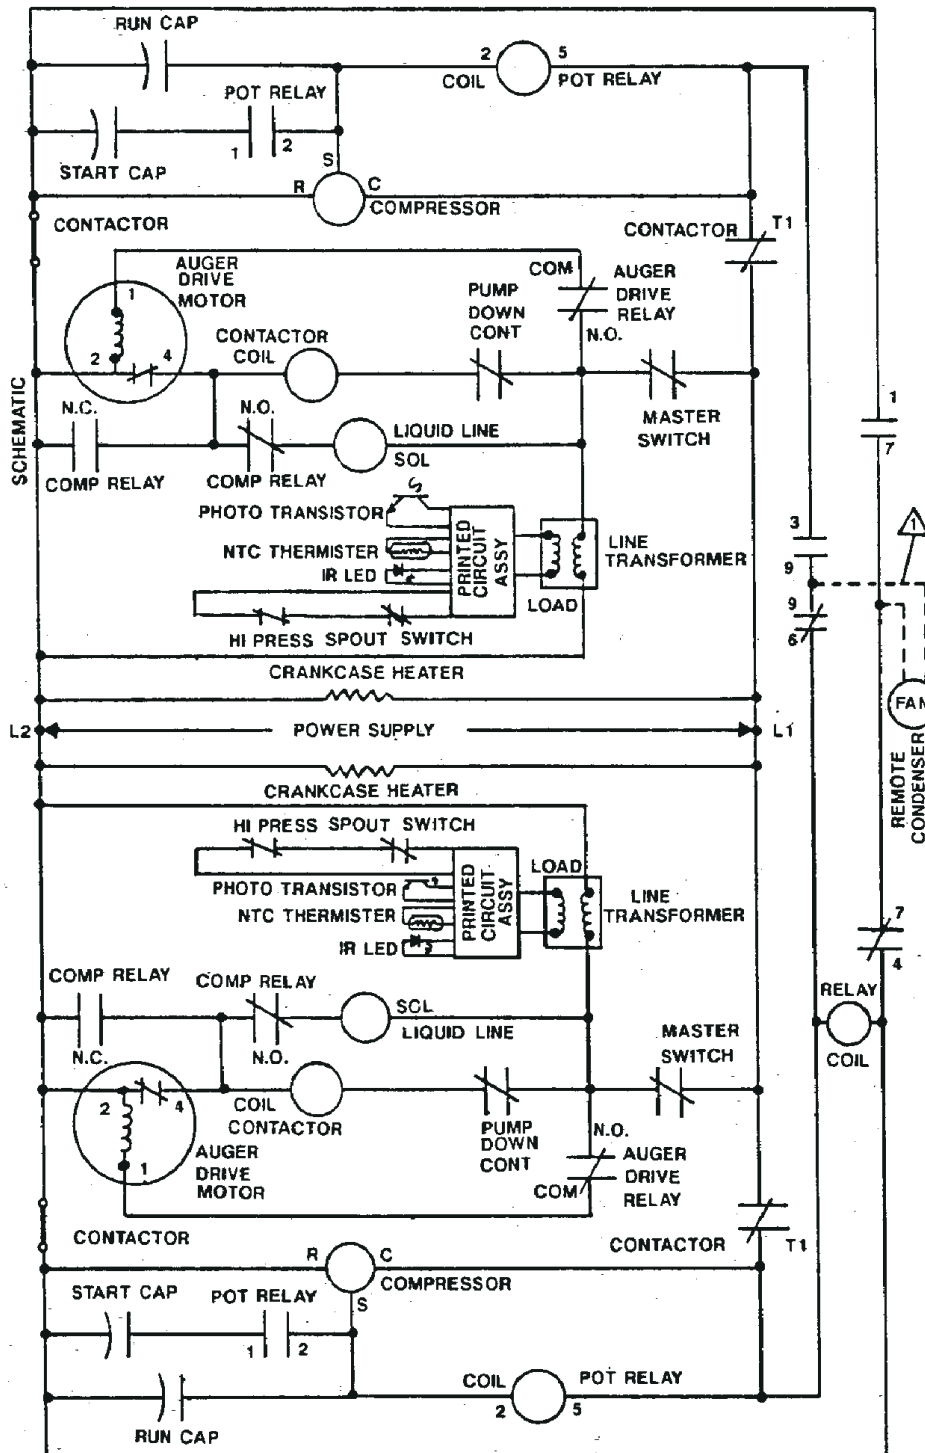 RUN CAP
2
5
COIL
POT RELAY
POT RELAY
1
2
START CAP
S
R
C
COMPRESSOR
CONTACTOR
CONTACTOR
T1
AUGER
DRIVE
MOTOR
1
2
4
COM
AUGER
DRIVE
RELAY
N.O.
PUMP
DOWN
CONT
CONTACTOR
COIL
SCHEMATIC
MASTER
SWITCH
1
7
N.C.
N.O.
LIQUID LINE
SOL
COMP RELAY
COMP RELAY
PHOTO TRANSISTOR
NTC THERMISTER
IR LED
PRINTED
CIRCUIT
ASSY
LINE
TRANSFORMER
LOAD
HI PRESS SPOUT SWITCH
3
9
9
6
1
CRANKCASE HEATER
FAN
REMOTE
CONDENSER
L2
POWER SUPPLY
L1
CRANKCASE HEATER
HI PRESS SPOUT SWITCH
PHOTO TRANSISTOR
NTC THERMISTER
IR LED
PRINTED
CIRCUIT
ASSY
LOAD
LINE
TRANSFORMER
7
4
COMP RELAY
COMP RELAY
N.C.
N.O.
SOL
LIQUID LINE
RELAY
COIL
MASTER
SWITCH
2
4
1
COIL
CONTACTOR
PUMP
DOWN
CONT
N.O.
COM
AUGER
DRIVE
RELAY
AUGER
DRIVE
MOTOR
CONTACTOR
CONTACTOR
T1
R
C
COMPRESSOR
S
START CAP
POT RELAY
1
2
COIL
2
5
POT RELAY
RUN CAP